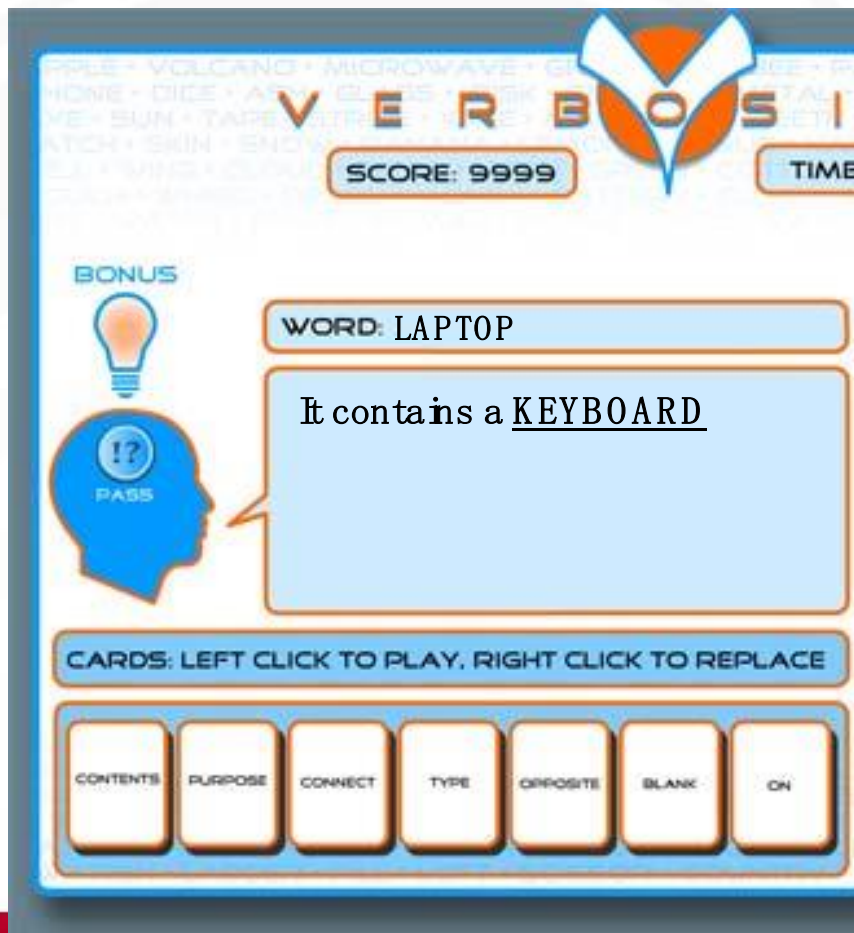 VERBOSI
SCORE: 9999
TIME
BONUS
WORD: LAPTOP
It contains a KEYBOARD
!?
PASS
CARDS: LEFT CLICK TO PLAY, RIGHT CLICK TO REPLACE
CONTENTS PURPOSE CONNECT TYPE OPPOSITE BLANK ON